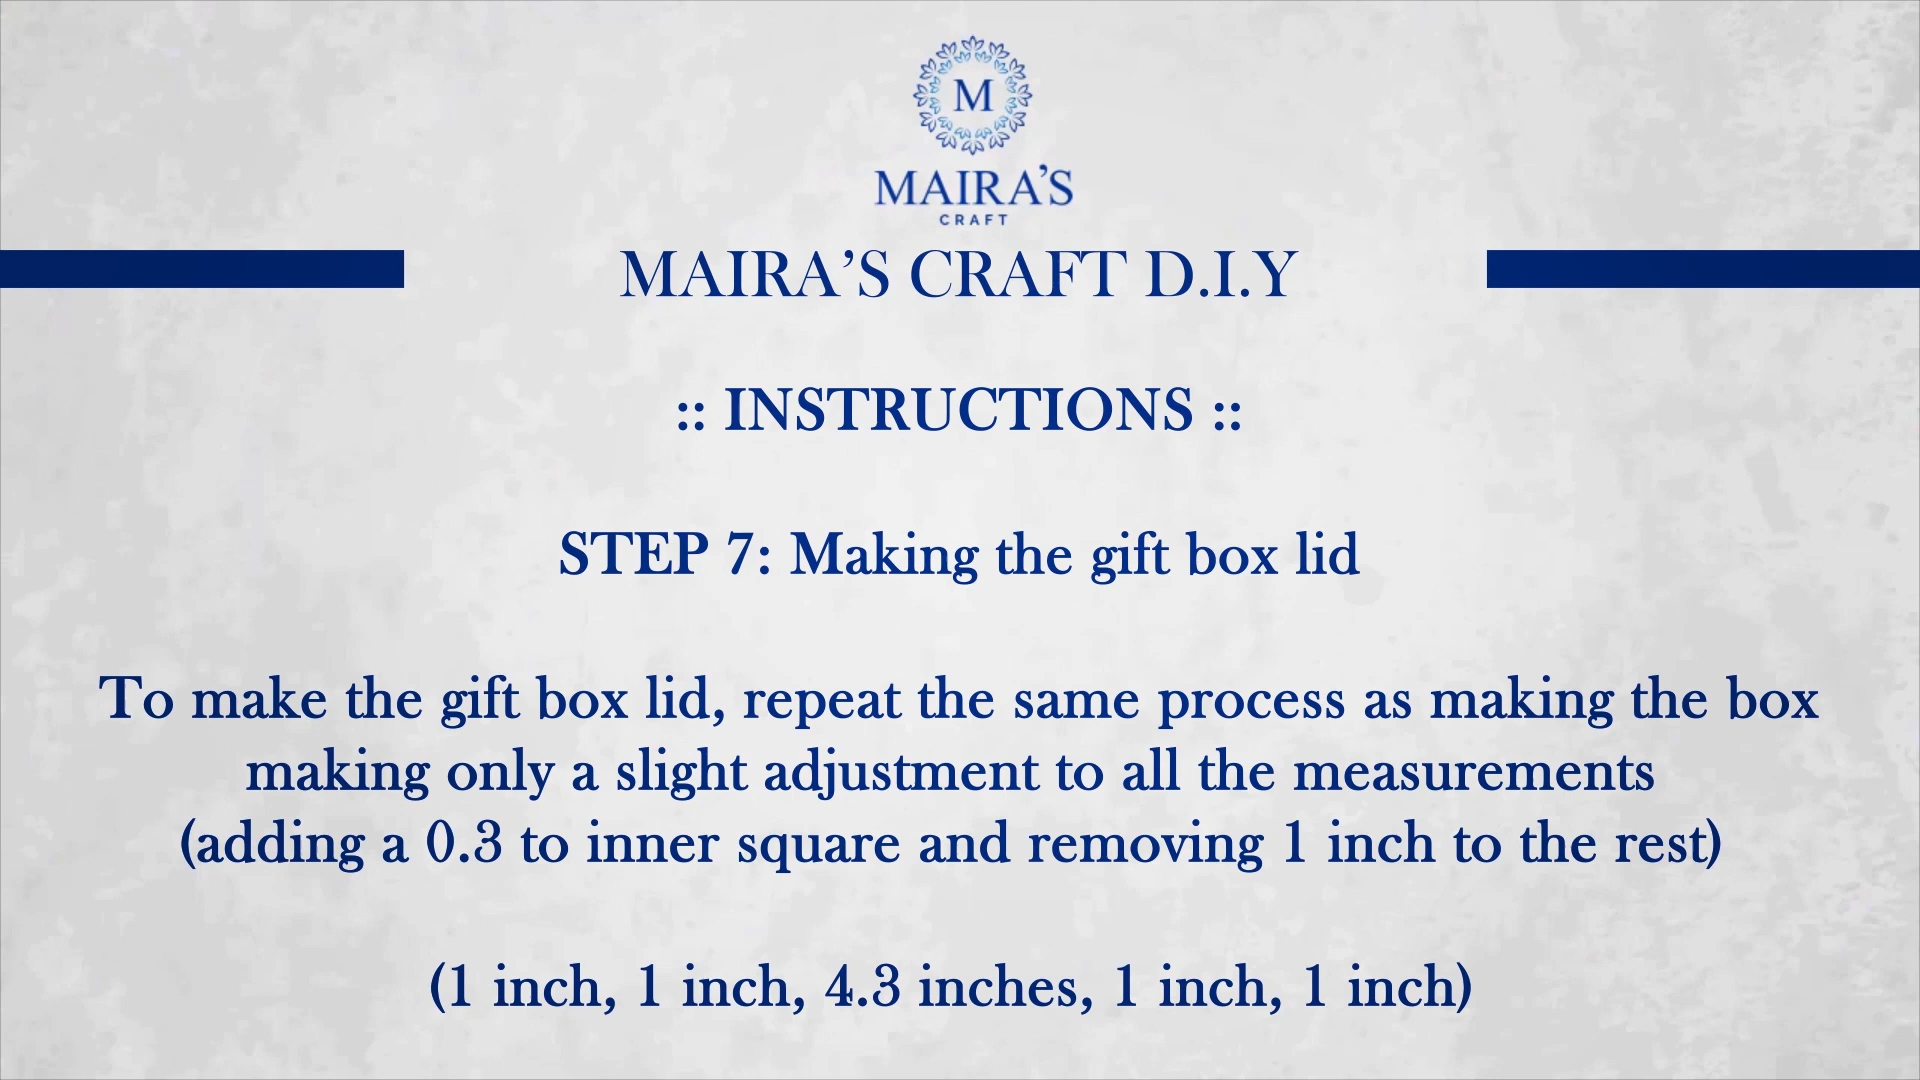 M
MAIRA'S
CRAFT
MAIRA'S CRAFT D.I.Y
:: INSTRUCTIONS ::
STEP 7: Making the gift box lid
To make the gift box lid, repeat the same process as making the box
making only a slight adjustment to all the measurements
(adding a 0.3 to inner square and removing 1 inch to the rest)
(1 inch, 1 inch, 4.3 inches, 1 inch, 1 inch)